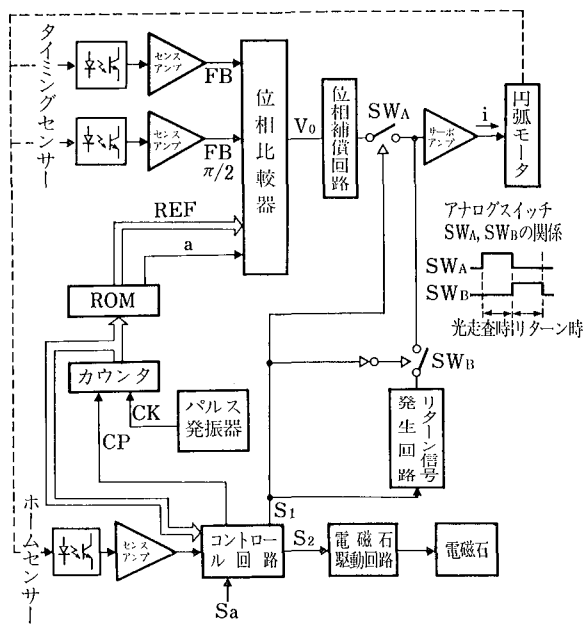 タイミングセンサー
センス
アンプ
FB
センス
アンプ
FB
π/2
位相比較器
V₀
位相補償回路
SWA
サーボ
アンプ
i
円弧モータ
アナログスイッチ
SWA, SWBの関係
SWA
SWB
光走査時
リターン時
REF
a
ROM
カウンタ
CK
パルス
発振器
CP
SWB
リターン信号
発生回路
S₁
ホームセンサー
センス
アンプ
コントロー
ル回路
S₂
電磁石
駆動回路
電磁石
Sa